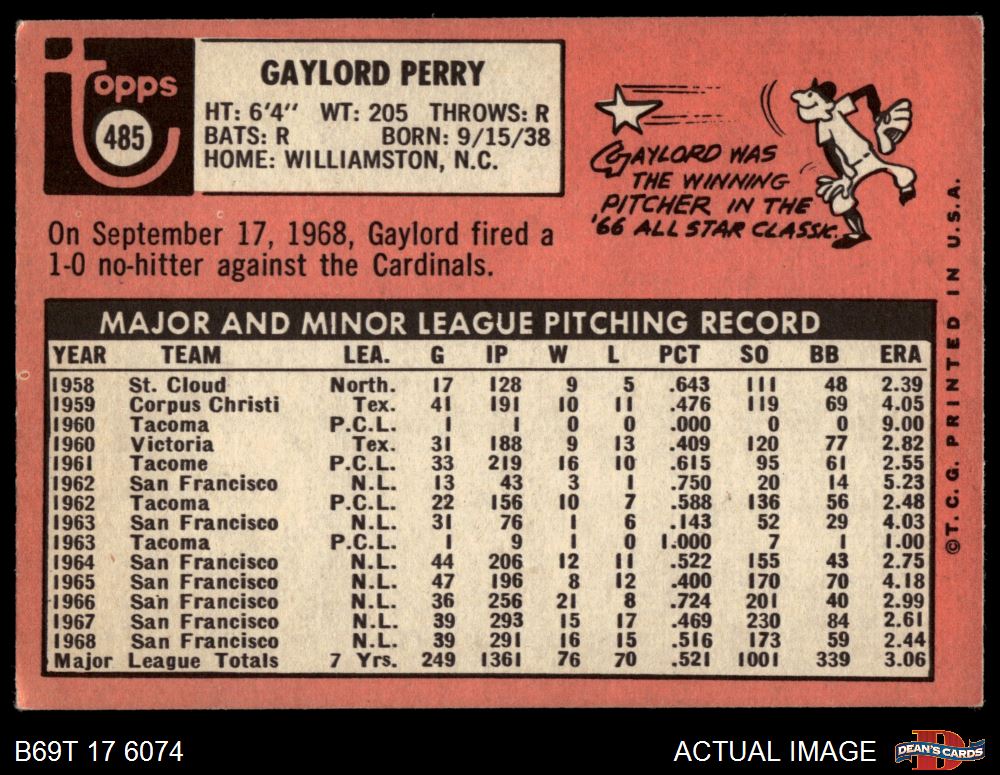 topps
485
GAYLORD PERRY
HT: 6'4" WT: 205 THROWS: R
BATS: R BORN: 9/15/38
HOME: WILLIAMSTON, N.C.
GAYLORD WAS
THE WINNING
PITCHER IN THE
'66 ALL STAR CLASSIC.
On September 17, 1968, Gaylord fired a
1-0 no-hitter against the Cardinals.
MAJOR AND MINOR LEAGUE PITCHING RECORD
YEAR TEAM LEA. G IP W L PCT SO BB ERA
1958 St. Cloud North. 17 128 9 5 .643 111 48 2.39
1959 Corpus Christi Tex. 41 191 10 11 .476 119 69 4.05
1960 Tacoma P.C.L. 1 1 0 0 .000 0 0 9.00
1960 Victoria Tex. 31 188 9 13 .409 120 77 2.82
1961 Tacome P.C.L. 33 219 16 10 .615 95 61 2.55
1962 San Francisco N.L. 13 43 3 1 .750 20 14 5.23
1962 Tacoma P.C.L. 22 156 10 7 .588 136 56 2.48
1963 San Francisco N.L. 31 76 1 6 .143 52 29 4.03
1963 Tacoma P.C.L. 1 9 1 0 1.000 7 1 1.00
1964 San Francisco N.L. 44 206 12 11 .522 155 43 2.75
1965 San Francisco N.L. 47 196 8 12 .400 170 70 4.18
1966 San Francisco N.L. 36 256 21 8 .724 201 40 2.99
1967 San Francisco N.L. 39 293 15 17 .469 230 84 2.61
1968 San Francisco N.L. 39 291 16 15 .516 173 59 2.44
Major League Totals 7 Yrs. 249 1361 76 70 .521 1001 339 3.06
©T.C.G. PRINTED IN U.S.A.
B69T 17 6074
ACTUAL IMAGE
D
DEAN'S CARDS